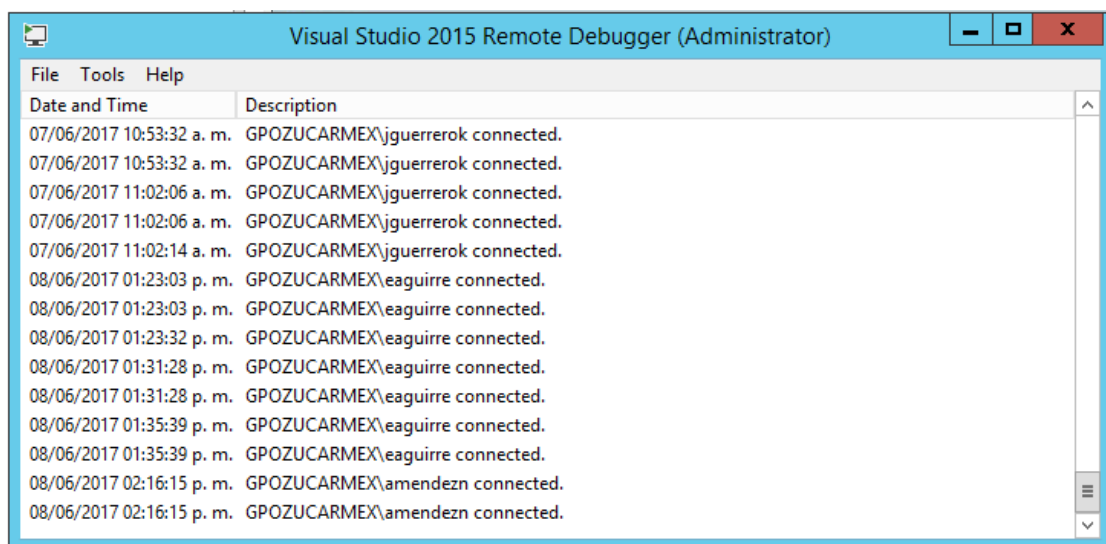 Visual Studio 2015 Remote Debugger (Administrator)
File Tools Help
Date and Time Description
07/06/2017 10:53:32 a. m. GPOZUCARMEX\jguerrerok connected.
07/06/2017 10:53:32 a. m. GPOZUCARMEX\jguerrerok connected.
07/06/2017 11:02:06 a. m. GPOZUCARMEX\jguerrerok connected.
07/06/2017 11:02:06 a. m. GPOZUCARMEX\jguerrerok connected.
07/06/2017 11:02:14 a. m. GPOZUCARMEX\jguerrerok connected.
08/06/2017 01:23:03 p. m. GPOZUCARMEX\eaguirre connected.
08/06/2017 01:23:03 p. m. GPOZUCARMEX\eaguirre connected.
08/06/2017 01:23:32 p. m. GPOZUCARMEX\eaguirre connected.
08/06/2017 01:31:28 p. m. GPOZUCARMEX\eaguirre connected.
08/06/2017 01:31:28 p. m. GPOZUCARMEX\eaguirre connected.
08/06/2017 01:35:39 p. m. GPOZUCARMEX\eaguirre connected.
08/06/2017 01:35:39 p. m. GPOZUCARMEX\eaguirre connected.
08/06/2017 02:16:15 p. m. GPOZUCARMEX\amendezn connected.
08/06/2017 02:16:15 p. m. GPOZUCARMEX\amendezn connected.